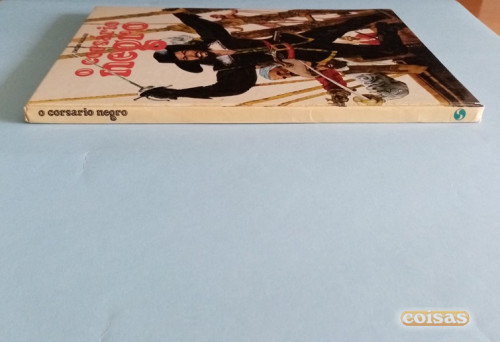 o corsario
negro
o corsario negro
S
coisas